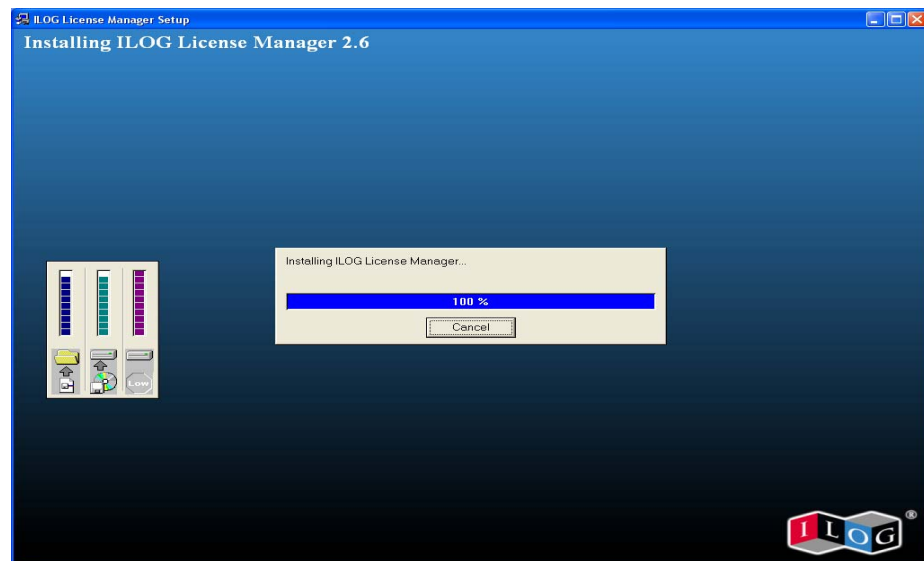 ILOG License Manager Setup
Installing ILOG License Manager 2.6
Installing ILOG License Manager...
100 %
Cancel
Low
ILOG®